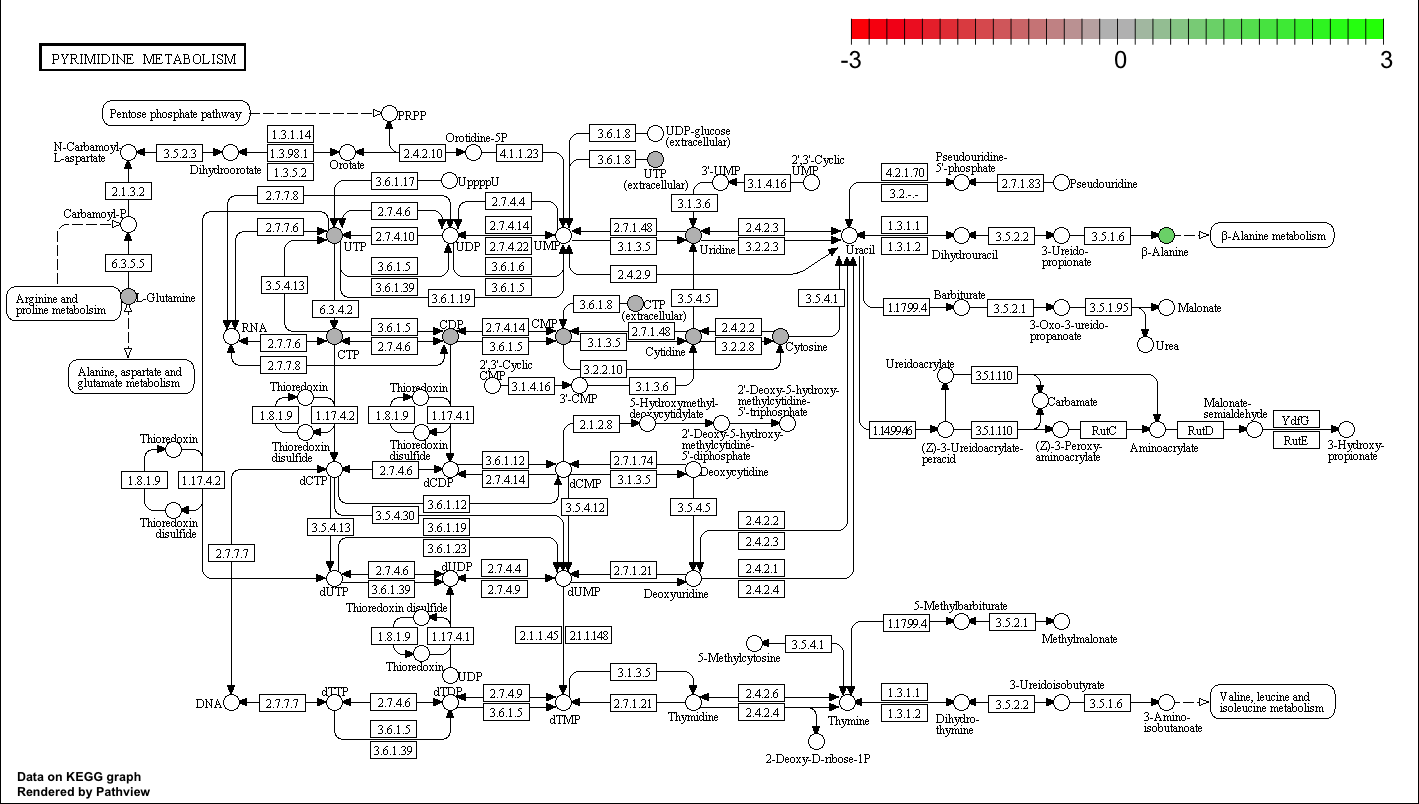 PYRIMIDINE METABOLISM
-3
0
3
Pentose phosphate pathway
PRPP
N-Carbamoyl-
L-aspartate
3.5.2.3
Dihydroorotate
1.3.1.14
1.3.98.1
1.3.5.2
Orotate
2.4.2.10
Orotidine-5P
4.1.1.23
3.6.1.8
UDP-glucose
(extracellular)
3.6.1.8
UTP
(extracellular)
3'-UMP
3.1.4.16
2',3'-Cyclic
UMP
3.1.3.6
4.2.1.70
3.2.-.-
Pseudouridine-
5'-phosphate
2.7.1.83
Pseudouridine
2.1.3.2
Carbamoyl-P
6.3.5.5
L-Glutamine
Arginine and
proline metabolsim
Alanine, aspartate and
glutamate metabolism
2.7.7.8
3.6.1.17
UppppU
2.7.7.6
UTP
2.7.4.6
2.7.4.10
UDP
2.7.4.4
2.7.4.14
2.7.4.22
UMP
2.7.1.48
3.1.3.5
Uridine
2.4.2.3
3.2.2.3
Uracil
1.3.1.1
1.3.1.2
Dihydrouracil
3.5.2.2
3-Ureido-
propionate
3.5.1.6
β-Alanine
β-Alanine metabolism
3.6.1.5
3.6.1.39
3.6.1.6
3.6.1.5
3.6.1.19
2.4.2.9
3.5.4.13
6.3.4.2
3.5.4.5
3.5.4.1
3.6.1.8
CTP
(extracellular)
1.1.99.4
Barbiturate
3.5.2.1
3-Oxo-3-ureido-
propanoate
3.5.1.95
Malonate
Urea
RNA
2.7.7.6
2.7.7.8
CTP
3.6.1.5
2.7.4.6
CDP
2.7.4.14
3.6.1.5
CMP
2.7.1.48
3.1.3.5
Cytidine
2.4.2.2
3.2.2.8
Cytosine
3.2.2.10
2',3'-Cyclic
CMP
3.1.4.16
3'-CMP
3.1.3.6
Ureidoacrylate
3.5.1.110
Carbamate
1.14.99.46
(Z)-3-Ureidoacrylate-
peracid
3.5.1.110
(Z)-3-Peroxy-
aminoacrylate
RutC
Aminoacrylate
RutD
Malonate-
semialdehyde
YdfG
RutE
3-Hydroxy-
propionate
Thioredoxin
1.8.1.9
1.17.4.2
Thioredoxin
disulfide
Thioredoxin
1.8.1.9
1.17.4.1
Thioredoxin
disulfide
Thioredoxin
1.8.1.9
1.17.4.2
Thioredoxin
disulfide
2.1.2.8
5-Hydroxymethyl-
deoxycytidylate
2'-Deoxy-5-hydroxy-
methylcytidine-
5'-diphosphate
2'-Deoxy-5-hydroxy-
methylcytidine-
5'-triphosphate
dCTP
2.7.4.6
dCDP
3.6.1.12
2.7.4.14
dCMP
2.7.1.74
3.1.3.5
Deoxycytidine
3.6.1.12
3.5.4.30
3.6.1.19
3.6.1.23
3.5.4.13
3.5.4.12
3.5.4.5
2.4.2.2
2.4.2.3
2.7.7.7
dUTP
2.7.4.6
3.6.1.39
dUDP
2.7.4.4
2.7.4.9
dUMP
2.7.1.21
Deoxyuridine
2.4.2.1
2.4.2.4
Thioredoxin disulfide
1.8.1.9
1.17.4.1
Thioredoxin
UDP
2.1.1.45
2.1.1.148
5-Methylcytosine
3.5.4.1
1.1.99.4
5-Methylbarbiturate
3.5.2.1
Methylmalonate
DNA
2.7.7.7
dTTP
2.7.4.6
dTDP
2.7.4.9
3.6.1.5
dTMP
3.1.3.5
2.7.1.21
Thymidine
2.4.2.6
2.4.2.4
Thymine
1.3.1.1
1.3.1.2
Dihydro-
thymine
3.5.2.2
3-Ureidoisobutyrate
3.5.1.6
3-Amino-
isobutanoate
Valine, leucine and
isoleucine metabolism
3.6.1.5
3.6.1.39
2-Deoxy-D-ribose-1P
Data on KEGG graph
Rendered by Pathview